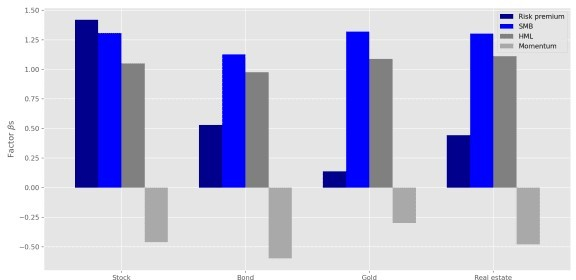 Risk premium
SMB
HML
Momentum
1.50
1.25
1.00
0.75
0.50
0.25
0.00
−0.25
−0.50
Factor βs
Stock Bond Gold Real estate